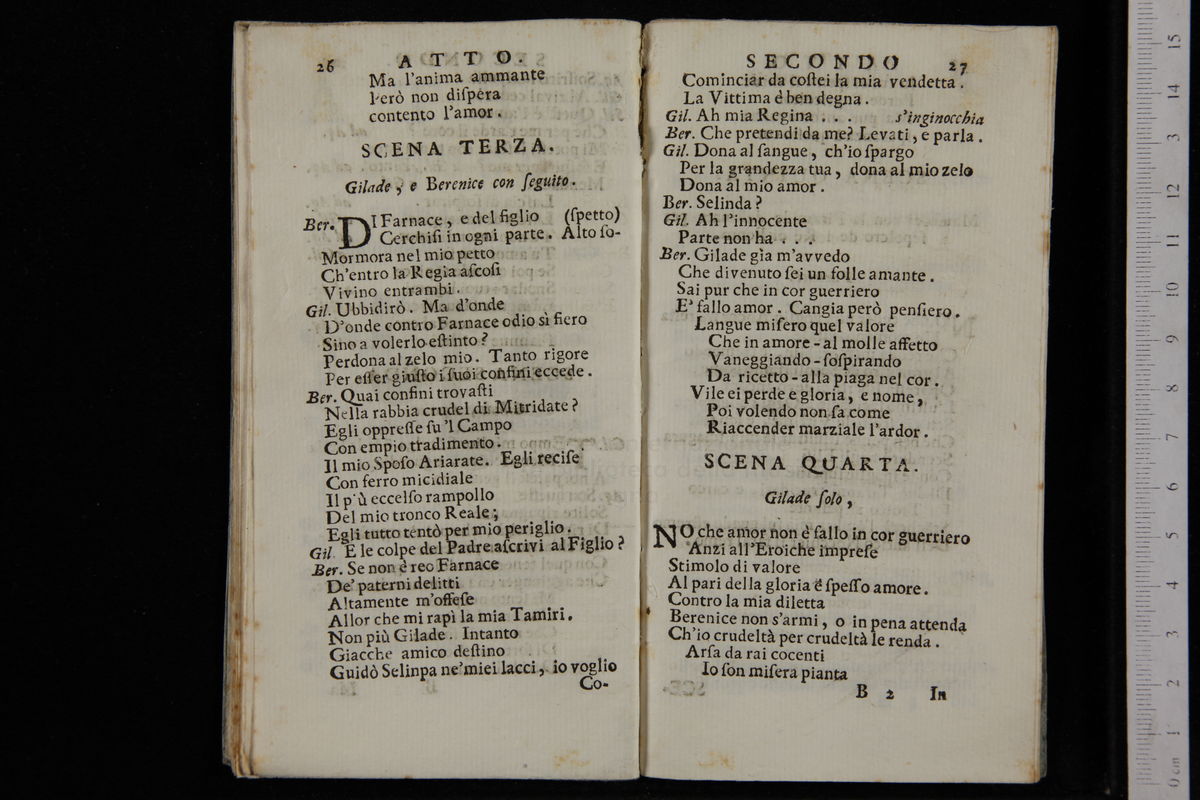 26 ATTO.
Ma l'anima ammante
Però non diſpera
contento l'amor.
SCENA TERZA.
Gilade, e Berenice con ſeguito.
Ber. DI Farnace, e del figlio (ſpetto)
Cerchiſi in ogni parte. Alto ſo-
Mormora nel mio petto
Ch'entro la Regia aſcoſi
Vivino entrambi.
Gil. Ubbidirò. Ma d'onde
D'onde contro Farnace odio sì fiero
Sino a volerlo eſtinto?
Perdona al zelo mio. Tanto rigore
Per eſſer giuſto i ſuoi confini eccede.
Ber. Quai confini trovaſti
Nella rabbia crudel di Mitridate?
Egli oppreſſe ſu 'l Campo
Con empio tradimento.
Il mio Spoſo Ariarate. Egli reciſe
Con ferro micidiale
Il più eccelſo rampollo
Del mio tronco Reale;
Egli tutto tentò per mio periglio.
Gil E le colpe del Padre aſcrivi al Figlio?
Ber. Se non è reo Farnace
De' paterni delitti
Altamente m'offeſe
Allor che mi rapì la mia Tamiri.
Non più Gilade. Intanto
Giacche amico deſtino
Guidò Selinpa ne' miei lacci, io voglio
Co-
SECONDO 27
Cominciar da coſtei la mia vendetta.
La Vittima è ben degna.
Gil. Ah mia Regina . . . s'inginocchia
Ber. Che pretendi da me? Levati, e parla.
Gil. Dona al ſangue, ch'io ſpargo
Per la grandezza tua, dona al mio zelo
Dona al mio amor.
Ber. Selinda?
Gil. Ah l'innocente
Parte non ha . . .
Ber. Gilade gia m'avvedo
Che divenuto ſei un folle amante.
Sai pur che in cor guerriero
E' fallo amor. Cangia però penſiero.
Langue miſero quel valore
Che in amore - al molle affetto
Vaneggiando - ſoſpirando
Da ricetto - alla piaga nel cor.
Vile ei perde e gloria, e nome,
Poi volendo non ſa come
Riaccender marziale l'ardor.
SCENA QUARTA.
Gilade ſolo,
NO che amor non è fallo in cor guerriero
Anzi all'Eroiche impreſe
Stimolo di valore
Al pari della gloria è ſpeſſo amore.
Contro la mia diletta
Berenice non s'armi, o in pena attenda
Ch'io crudeltà per crudeltà le renda.
Arſa da rai cocenti
Io ſon miſera pianta
B 2 In